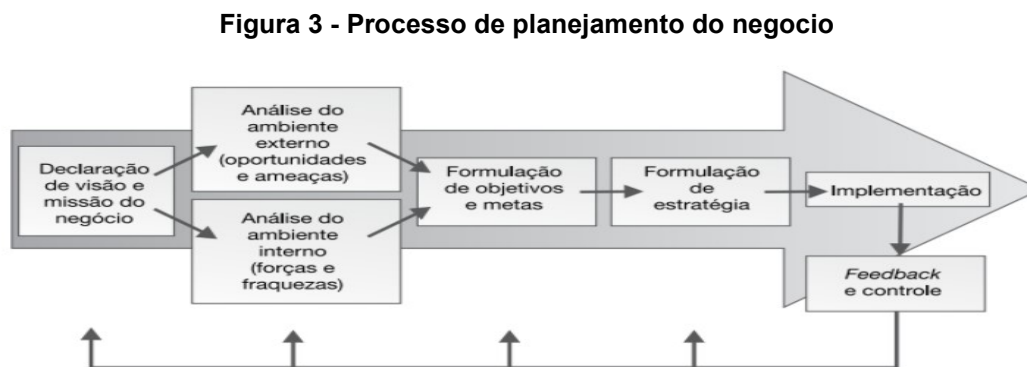 Figura 3 - Processo de planejamento do negocio
Declaração
de visão e
missão do
negócio
Análise do
ambiente
externo
(oportunidades
e ameaças)
Análise do
ambiente
interno
(forças e
fraquezas)
Formulação
de objetivos
e metas
Formulação
de
estratégia
Implementação
Feedback
e controle